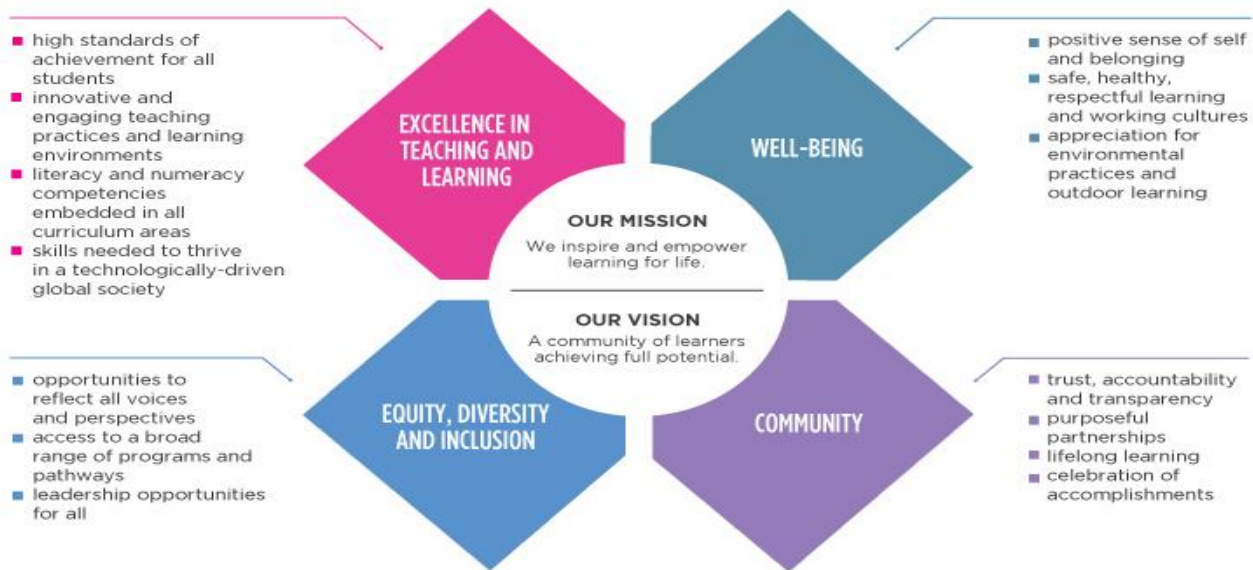 high standards of
achievement for all
students
innovative and
engaging teaching
practices and learning
environments
literacy and numeracy
competencies
embedded in all
curriculum areas
skills needed to thrive
in a technologically-driven
global society
EXCELLENCE IN
TEACHING AND
LEARNING
WELL-BEING
positive sense of self
and belonging
safe, healthy,
respectful learning
and working cultures
appreciation for
environmental
practices and
outdoor learning
OUR MISSION
We inspire and empower
learning for life.
OUR VISION
A community of learners
achieving full potential.
opportunities to
reflect all voices
and perspectives
access to a broad
range of programs and
pathways
leadership opportunities
for all
EQUITY, DIVERSITY
AND INCLUSION
COMMUNITY
trust, accountability
and transparency
purposeful
partnerships
lifelong learning
celebration of
accomplishments